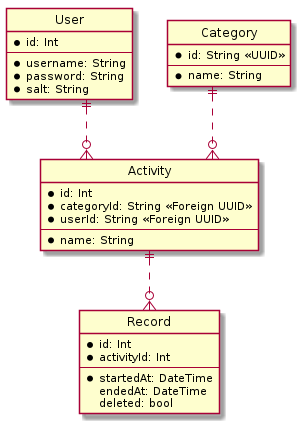 User
id: Int
username: String
password: String
salt: String
Category
id: String «UUID»
name: String
Activity
id: Int
categoryId: String «Foreign UUID»
userId: String «Foreign UUID»
name: String
Record
id: Int
activityId: Int
startedAt: DateTime
endedAt: DateTime
deleted: bool